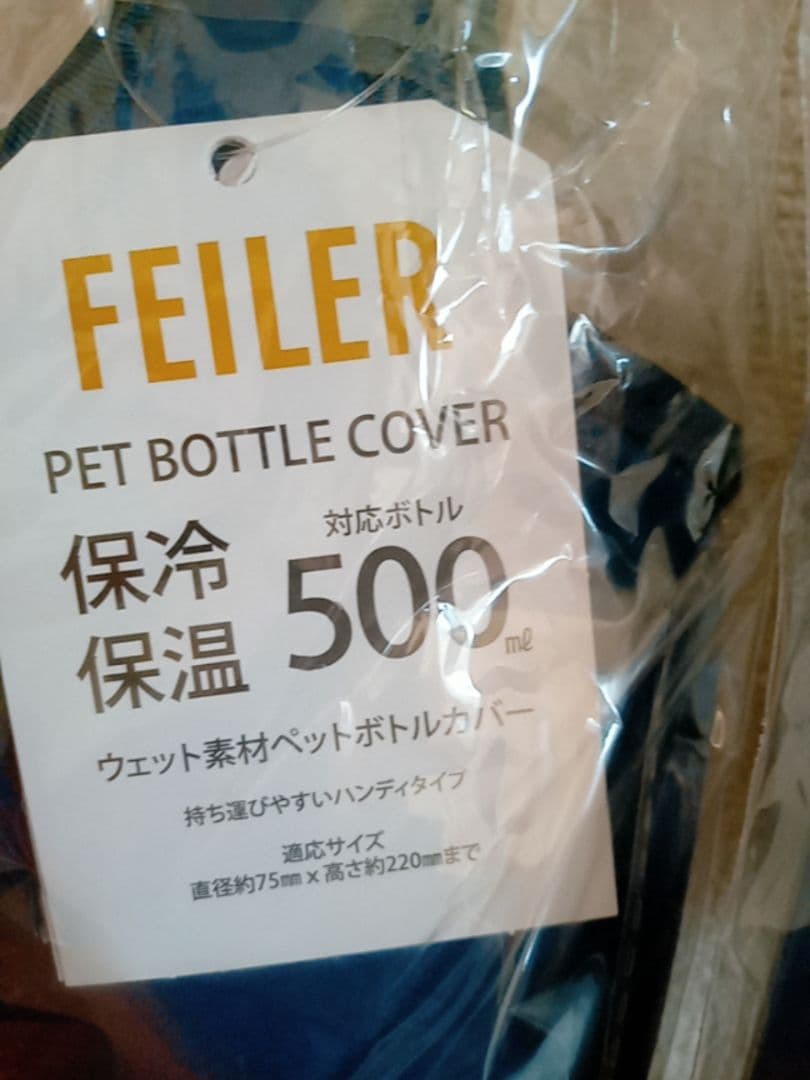 FEILER
PET BOTTLE COVER
保冷
保温
対応ボトル
500㎖
ウェット素材ペットボトルカバー
持ち運びやすいハンディタイプ
適応サイズ
直径約75㎜ x 高さ約220㎜まで